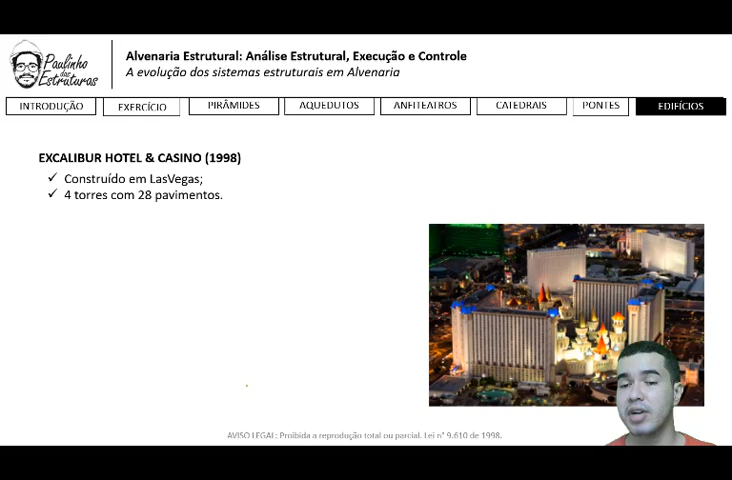 Paulinho
das
Estruturas
Alvenaria Estrutural: Análise Estrutural, Execução e Controle
A evolução dos sistemas estruturais em Alvenaria
INTRODUÇÃO EXERCÍCIO PIRÂMIDES AQUEDUTOS ANFITEATROS CATEDRAIS PONTES EDIFÍCIOS
EXCALIBUR HOTEL & CASINO (1998)
✓ Construído em LasVegas;
✓ 4 torres com 28 pavimentos.
AVISO LEGAL: Proibida a reprodução total ou parcial. Lei n° 9.610 de 1998.